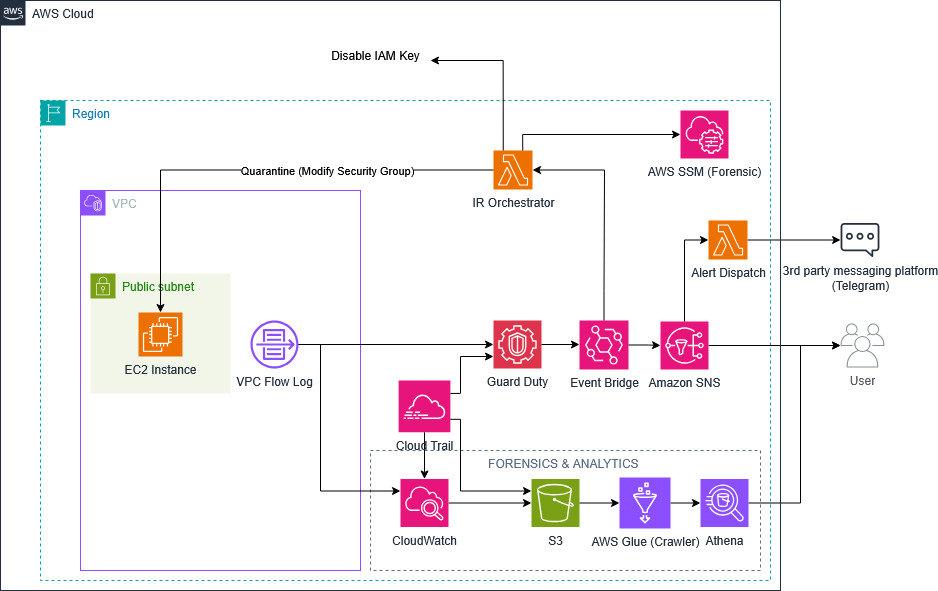 aws
AWS Cloud
Disable IAM Key
Region
AWS SSM (Forensic)
Quarantine (Modify Security Group)
IR Orchestrator
VPC
Alert Dispatch
3rd party messaging platform
(Telegram)
Public subnet
EC2 Instance
VPC Flow Log
Guard Duty
Event Bridge
Amazon SNS
User
Cloud Trail
FORENSICS & ANALYTICS
CloudWatch
S3
AWS Glue (Crawler)
Athena